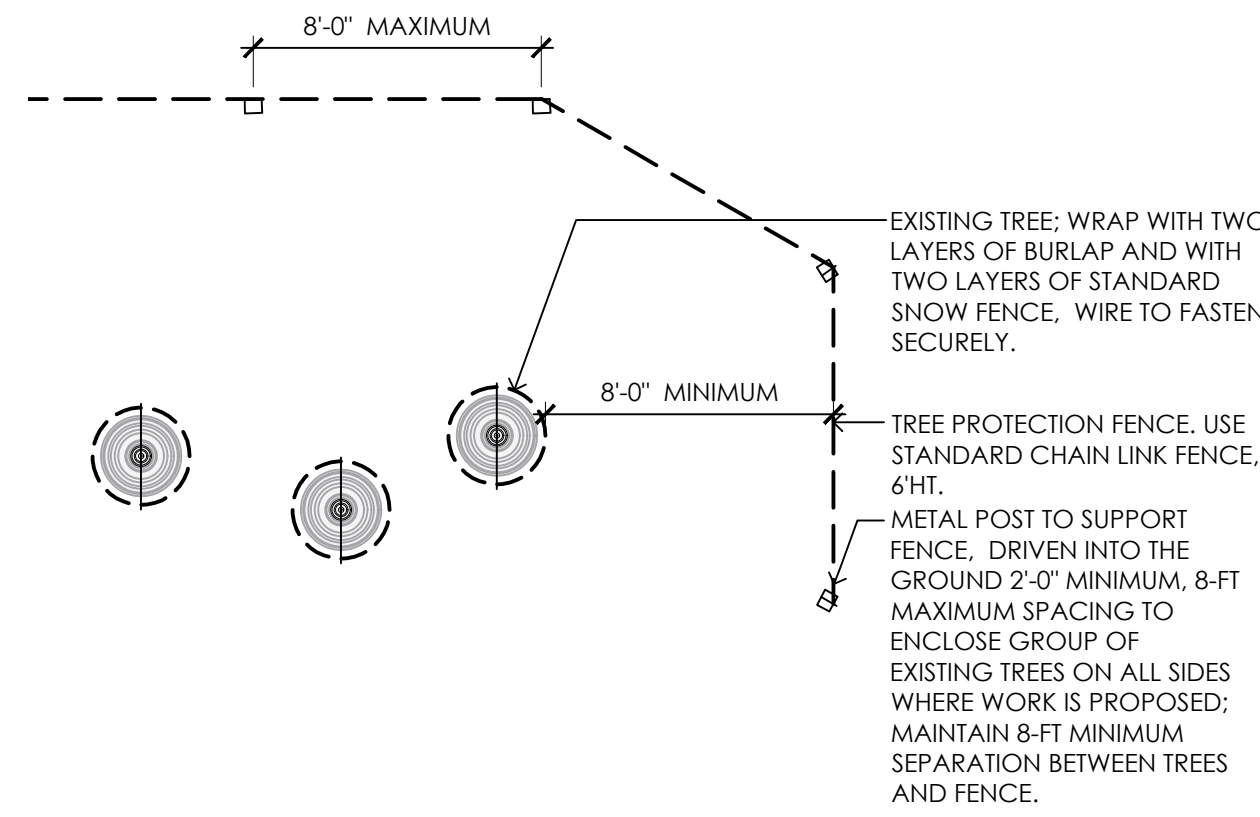 8'-0" MAXIMUM
EXISTING TREE; WRAP WITH TWO
LAYERS OF BURLAP AND WITH
TWO LAYERS OF STANDARD
SNOW FENCE, WIRE TO FASTEN
SECURELY.
8'-0" MINIMUM
TREE PROTECTION FENCE. USE
STANDARD CHAIN LINK FENCE,
6'HT.
METAL POST TO SUPPORT
FENCE, DRIVEN INTO THE
GROUND 2'-0" MINIMUM, 8-FT
MAXIMUM SPACING TO
ENCLOSE GROUP OF
EXISTING TREES ON ALL SIDES
WHERE WORK IS PROPOSED;
MAINTAIN 8-FT MINIMUM
SEPARATION BETWEEN TREES
AND FENCE.